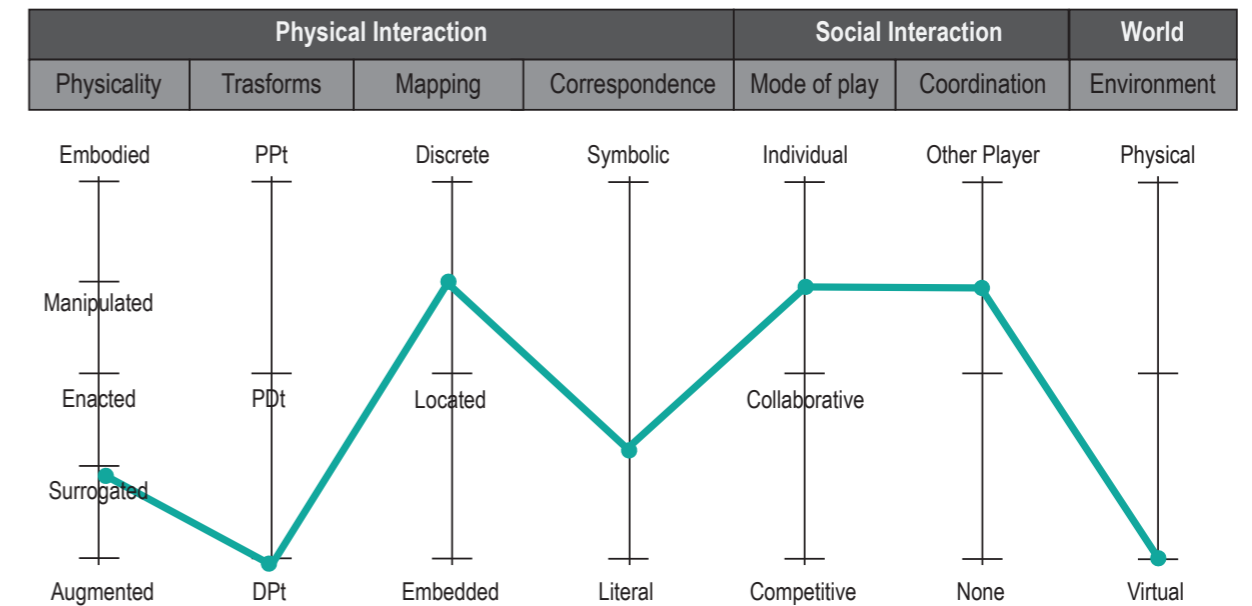 Physical Interaction Social Interaction World
Physicality Trasforms Mapping Correspondence Mode of play Coordination Environment
Embodied PPt Discrete Symbolic Individual Other Player Physical
Manipulated
Enacted PDt Located Collaborative
Surrogated
Augmented DPt Embedded Literal Competitive None Virtual